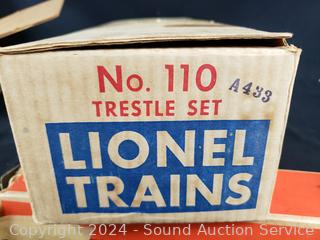 No. 110
A433
TRESTLE SET
LIONEL
TRAINS
Copyright 2024 - Sound Auction Service